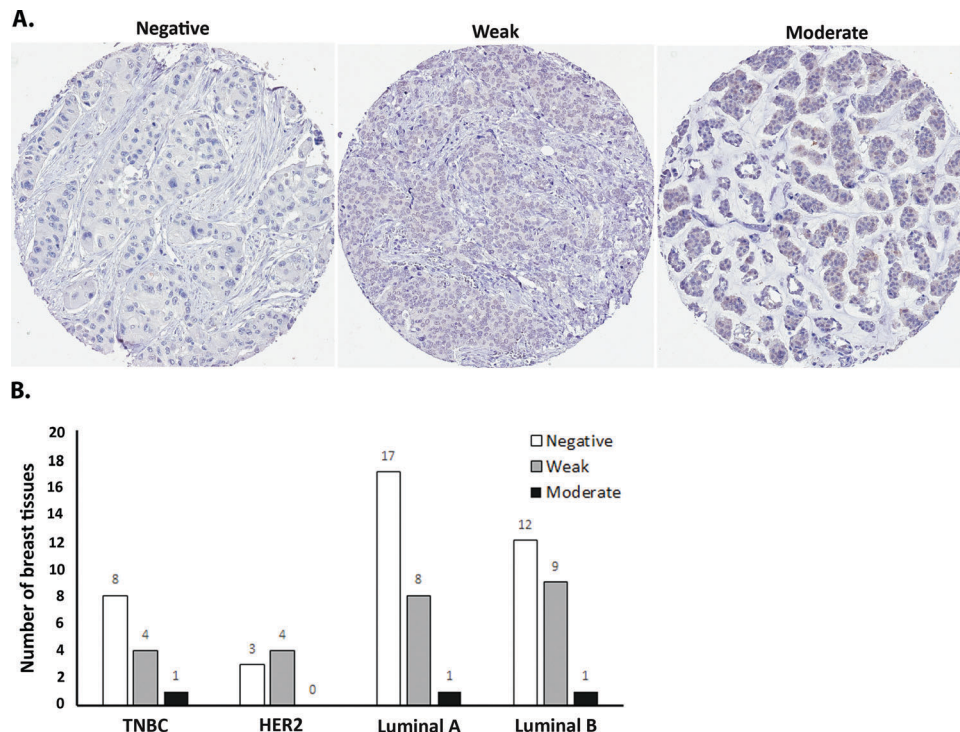 A.
Negative
Weak
Moderate
B.
Number of breast tissues
20
18
16
14
12
10
8
6
4
2
0
8
4
1
3
4
0
17
8
1
12
9
1
Negative
Weak
Moderate
TNBC
HER2
Luminal A
Luminal B